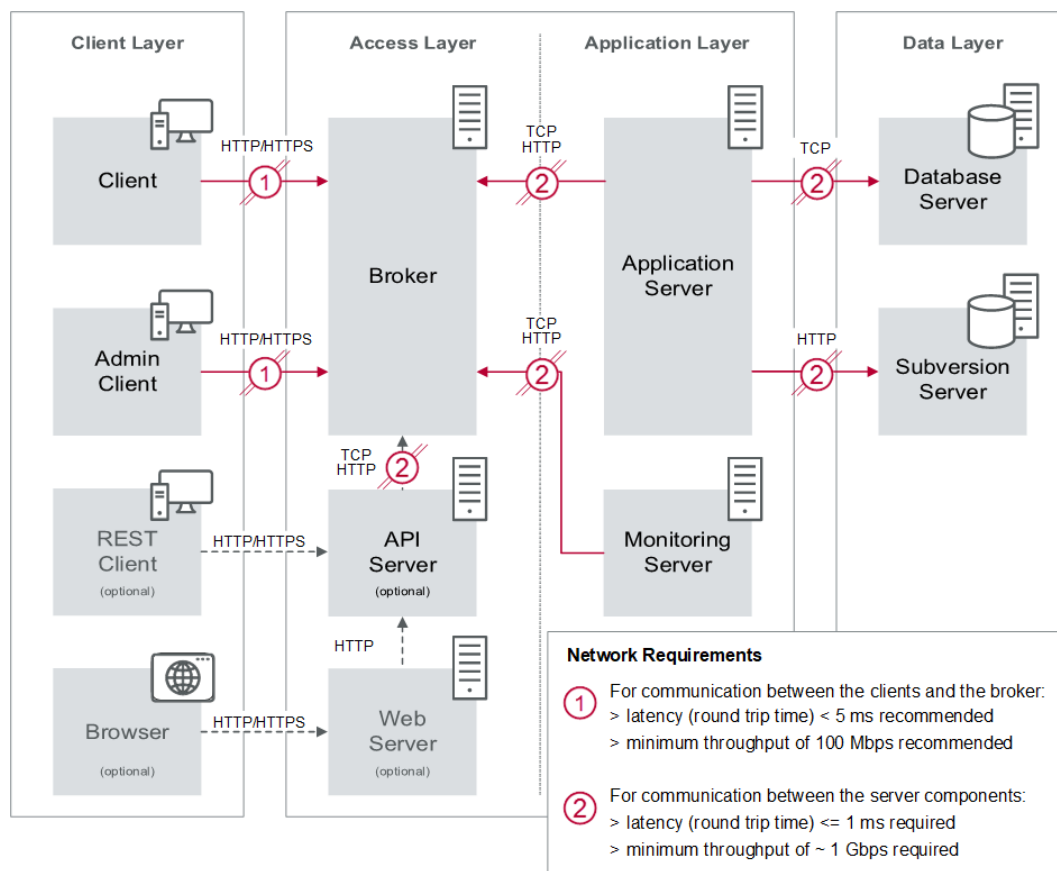 Client Layer
Access Layer
Application Layer
Data Layer
Client
HTTP/HTTPS
1
Broker
TCP
HTTP
2
Application
Server
TCP
2
Database
Server
Admin
Client
HTTP/HTTPS
1
TCP
HTTP
2
HTTP
2
Subversion
Server
TCP
HTTP
2
REST
Client
(optional)
HTTP/HTTPS
API
Server
(optional)
Monitoring
Server
HTTP
Browser
(optional)
HTTP/HTTPS
Web
Server
(optional)
Network Requirements
1
For communication between the clients and the broker:
> latency (round trip time) < 5 ms recommended
> minimum throughput of 100 Mbps recommended
2
For communication between the server components:
> latency (round trip time) <= 1 ms required
> minimum throughput of ~ 1 Gbps required